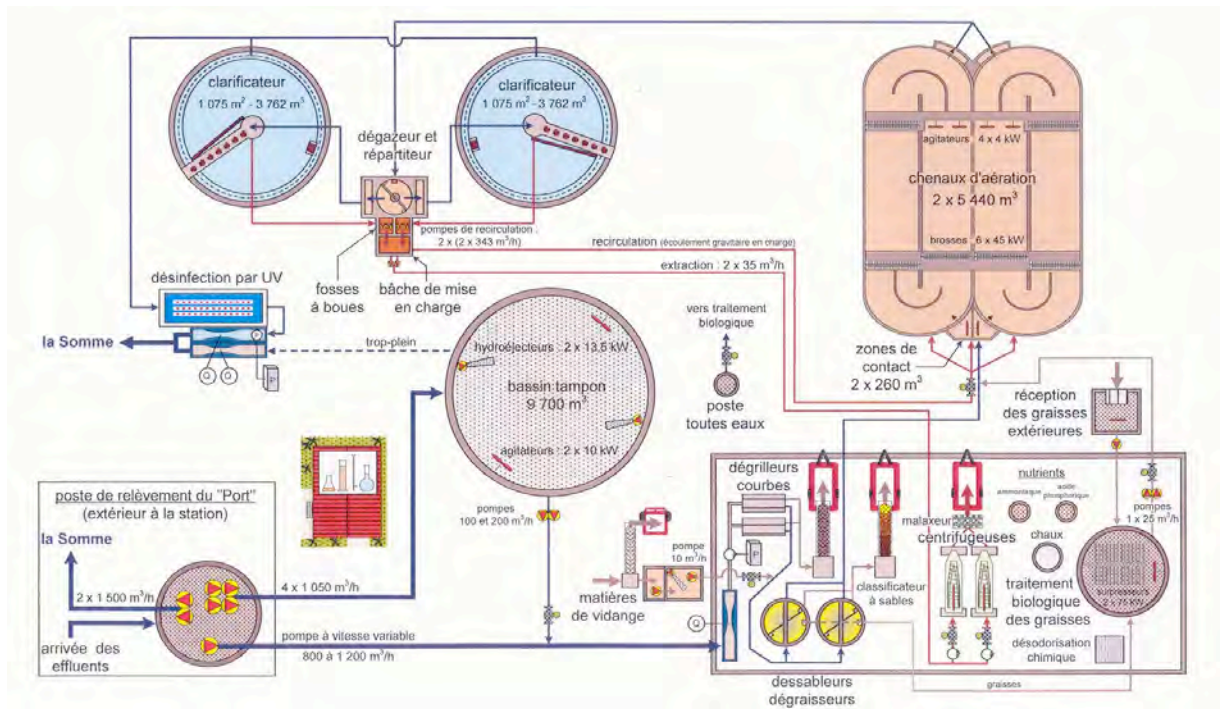 clarificateur
1 075 m² - 3 762 m³
clarificateur
1 075 m² - 3 762 m³
dégazeur et
répartiteur
agitateurs 4 x 4 kW
chenaux d'aération
2 x 5 440 m³
brosses 6 x 45 kW
pompes de recirculation :
2 x (2 x 343 m³/h)
recirculation (écoulement gravitaire en charge)
extraction : 2 x 35 m³/h
désinfection par UV
fosses
à boues
bâche de mise
en charge
la Somme
trop-plein
Q
P
hydroéjecteurs : 2 x 13,5 kW
bassin tampon
9 700 m³
agitateurs : 2 x 10 kW
vers traitement
biologique
poste
toutes eaux
zones de
contact
2 x 260 m³
réception
des graisses
extérieures
poste de relèvement du "Port"
(extérieur à la station)
la Somme
2 x 1 500 m³/h
4 x 1 050 m³/h
arrivée des
effluents
pompe à vitesse variable
800 à 1 200 m³/h
pompes
100 et 200 m³/h
matières
de vidange
pompe
10 m³/h
dégrilleurs
courbes
P
Q
classificateur
à sables
dessableurs
dégraisseurs
malaxeur
centrifugeuses
nutrients
ammoniaque
acide
phosphorique
chaux
pompes
1 x 25 m³/h
traitement
biologique
des graisses
surpresseurs
2 x 75 kW
désodorisation
chimique
graisses